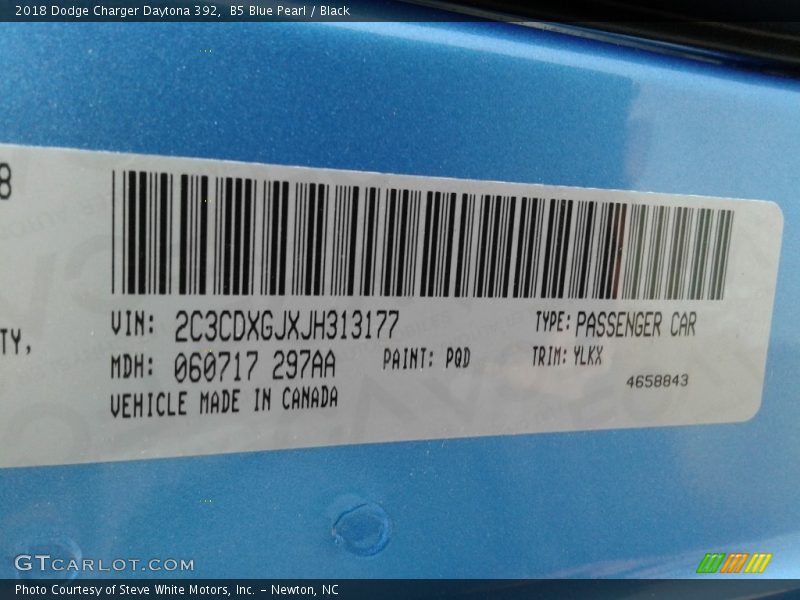 2018 Dodge Charger Daytona 392, B5 Blue Pearl / Black
8
TY,
VIN: 2C3CDXGJXJH313177 TYPE: PASSENGER CAR
MDH: 060717 297AA PAINT: PQD TRIM: YLKX
VEHICLE MADE IN CANADA 4658843
GTCARLOT.COM
Photo Courtesy of Steve White Motors, Inc. – Newton, NC